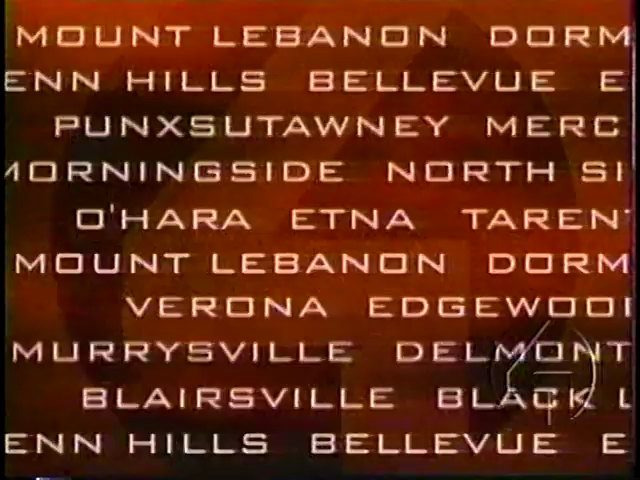 MOUNT LEBANON DORM
ENN HILLS BELLEVUE E
PUNXSUTAWNEY MERC
MORNINGSIDE NORTH SI
O'HARA ETNA TARENT
MOUNT LEBANON DORM
VERONA EDGEWOO
MURRYSVILLE DELMONT
BLAIRSVILLE BLACK L
ENN HILLS BELLEVUE E